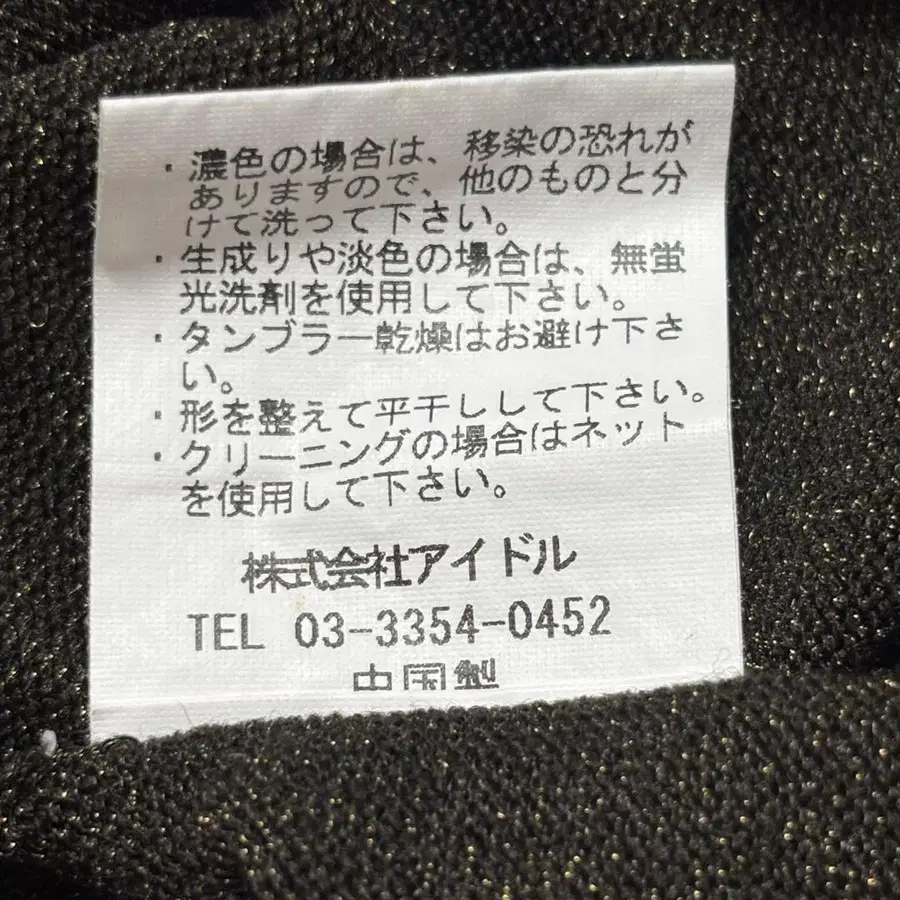 ・濃色の場合は、移染の恐れが
ありますので、他のものと分
けて洗って下さい。
・生成りや淡色の場合は、無蛍
光洗剤を使用して下さい。
・タンブラー乾燥はお避け下さ
い。
・形を整えて平干しして下さい。
・クリーニングの場合はネット
を使用して下さい。
株式会社アイドル
TEL 03-3354-0452
中国製